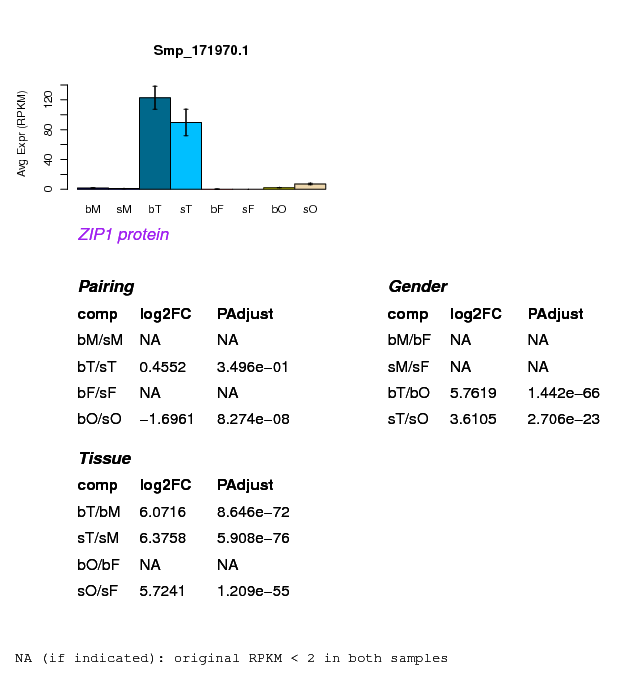 Smp_171970.1
Avg Expr (RPKM)
120
80
40
0
bM sM bT sT bF sF bO sO
ZIP1 protein
Pairing
comp log2FC PAdjust
bM/sM NA NA
bT/sT 0.4552 3.496e−01
bF/sF NA NA
bO/sO −1.6961 8.274e−08
Gender
comp log2FC PAdjust
bM/bF NA NA
sM/sF NA NA
bT/bO 5.7619 1.442e−66
sT/sO 3.6105 2.706e−23
Tissue
comp log2FC PAdjust
bT/bM 6.0716 8.646e−72
sT/sM 6.3758 5.908e−76
bO/bF NA NA
sO/sF 5.7241 1.209e−55
NA (if indicated): original RPKM < 2 in both samples